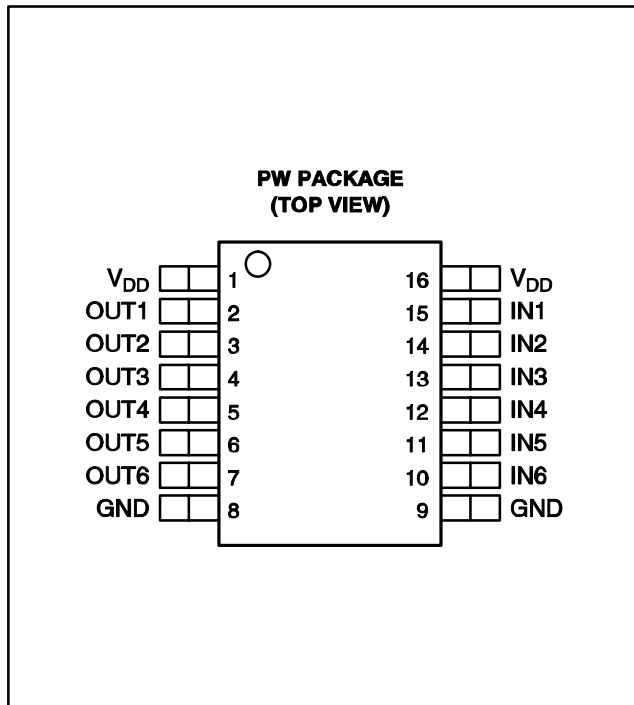 PW PACKAGE
(TOP VIEW)
VDD 1 16 VDD
OUT1 2 15 IN1
OUT2 3 14 IN2
OUT3 4 13 IN3
OUT4 5 12 IN4
OUT5 6 11 IN5
OUT6 7 10 IN6
GND 8 9 GND